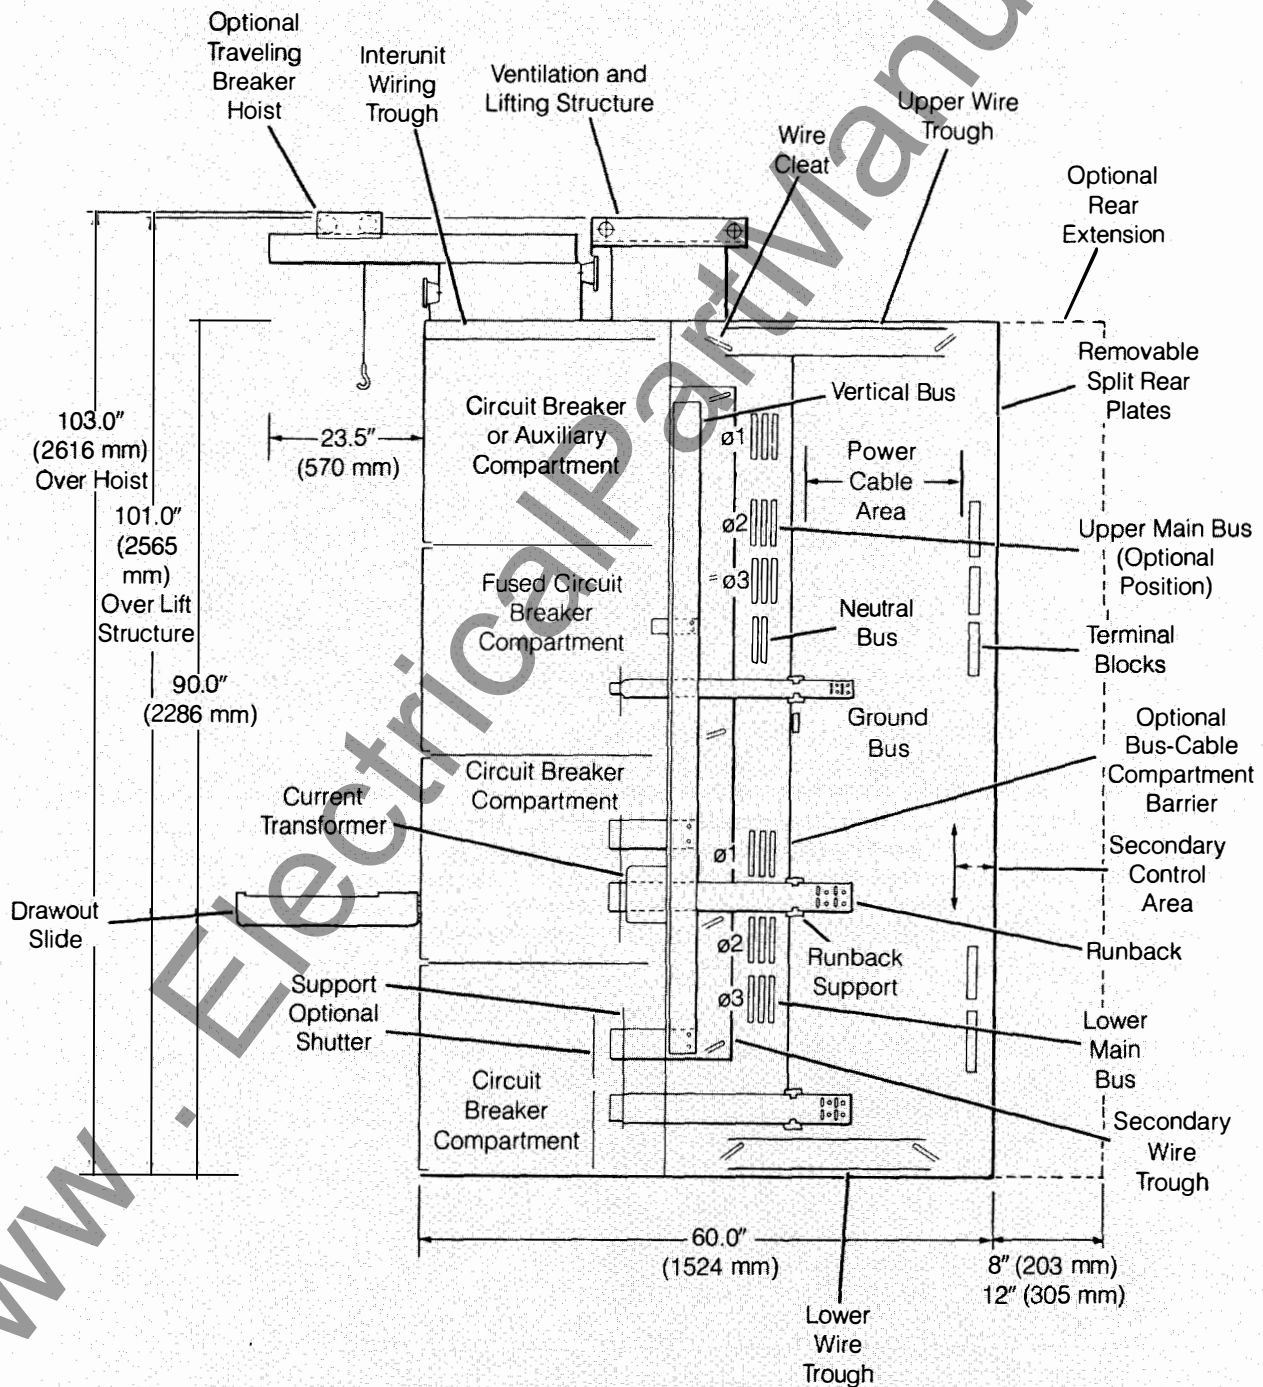 Optional
Traveling
Breaker
Hoist
Interunit
Wiring
Trough
Ventilation and
Lifting Structure
Wire
Cleat
Upper Wire
Trough
Optional
Rear
Extension
Removable
Split Rear
Plates
103.0"
(2616 mm)
Over Hoist
101.0"
(2565
mm)
Over Lift
Structure
90.0"
(2286 mm)
23.5"
(570 mm)
Circuit Breaker
or Auxiliary
Compartment
Vertical Bus
ø1
Power
Cable
Area
ø2
Upper Main Bus
(Optional
Position)
Fused Circuit
Breaker
Compartment
ø3
Neutral
Bus
Terminal
Blocks
Ground
Bus
Optional
Bus-Cable
Compartment
Barrier
Circuit Breaker
Compartment
Current
Transformer
ø1
Secondary
Control
Area
Drawout
Slide
ø2
Runback
Support
Runback
Support
Optional
Shutter
ø3
Lower
Main
Bus
Circuit
Breaker
Compartment
Secondary
Wire
Trough
60.0"
(1524 mm)
8" (203 mm)
12" (305 mm)
Lower
Wire
Trough
ww . ElectricalPartManu